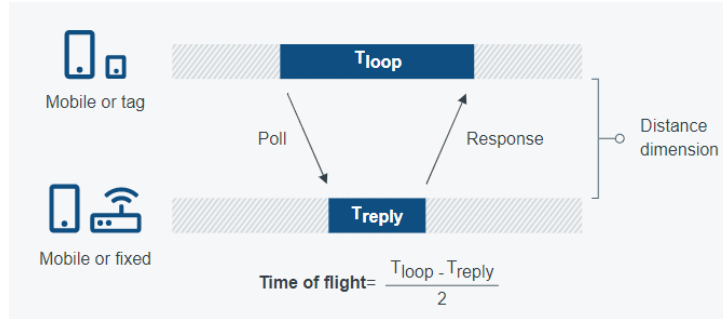 Tloop
Mobile or tag
Poll
Response
Distance
dimension
Treply
Mobile or fixed
Time of flight= Tloop - Treply
2